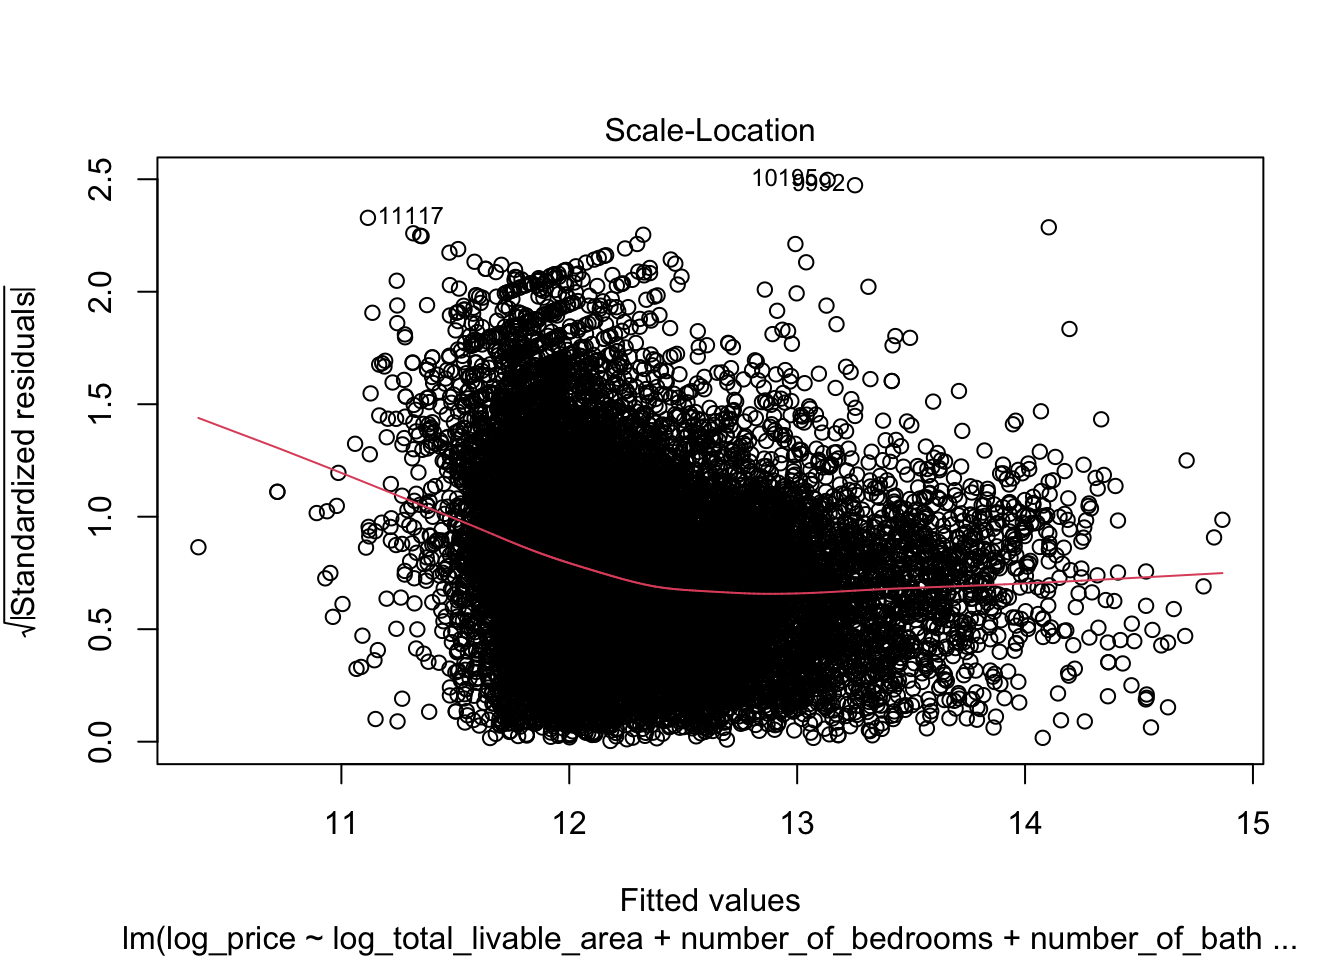 Scale-Location
√|Standardized residuals|
2.5
2.0
1.5
1.0
0.5
0.0
10195
9992
11117
11 12 13 14 15
Fitted values
lm(log_price ~ log_total_livable_area + number_of_bedrooms + number_of_bath ...